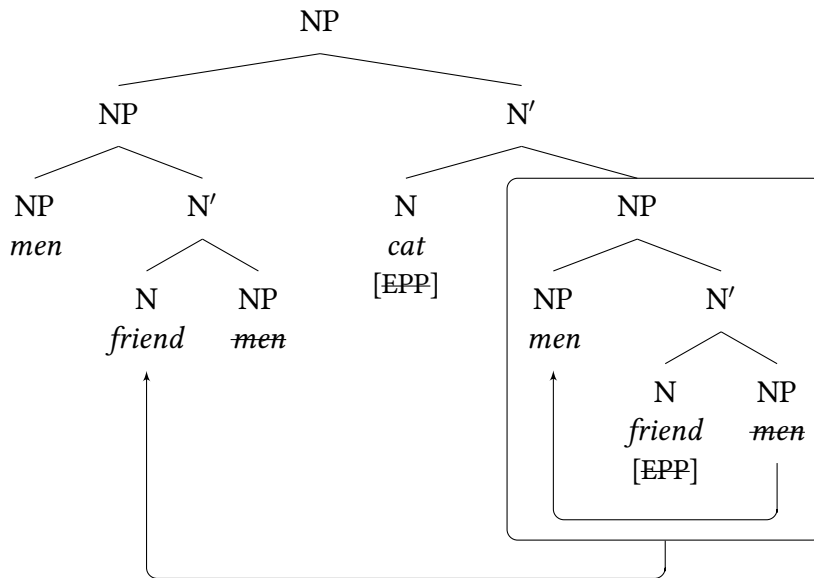 NP
NP N′
NP N′ N NP
men cat
[EPP]
N NP NP N′
friend men men
N NP
friend men
[EPP]